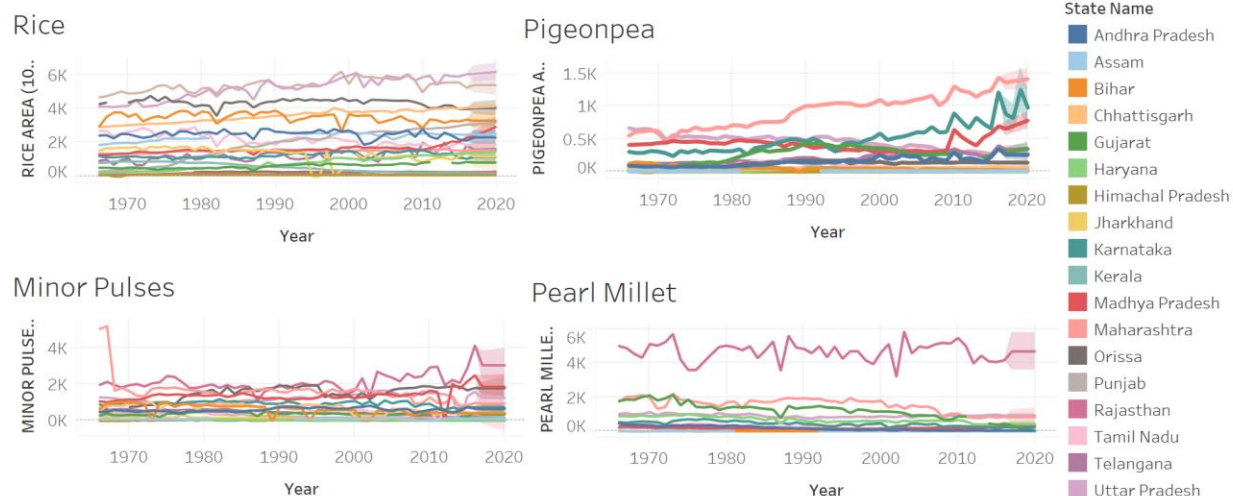 Rice
RICE AREA (10..
6K
4K
2K
0K
1970 1980 1990 2000 2010 2020
Year
Pigeonpea
PIGEONPEA A..
1.5K
1K
0.5K
0.0K
1970 1980 1990 2000 2010 2020
Year
Minor Pulses
MINOR PULSE..
4K
2K
0K
1970 1980 1990 2000 2010 2020
Year
Pearl Millet
PEARL MILLE..
6K
4K
2K
0K
1970 1980 1990 2000 2010 2020
Year
State Name
Andhra Pradesh
Assam
Bihar
Chhattisgarh
Gujarat
Haryana
Himachal Pradesh
Jharkhand
Karnataka
Kerala
Madhya Pradesh
Maharashtra
Orissa
Punjab
Rajasthan
Tamil Nadu
Telangana
Uttar Pradesh